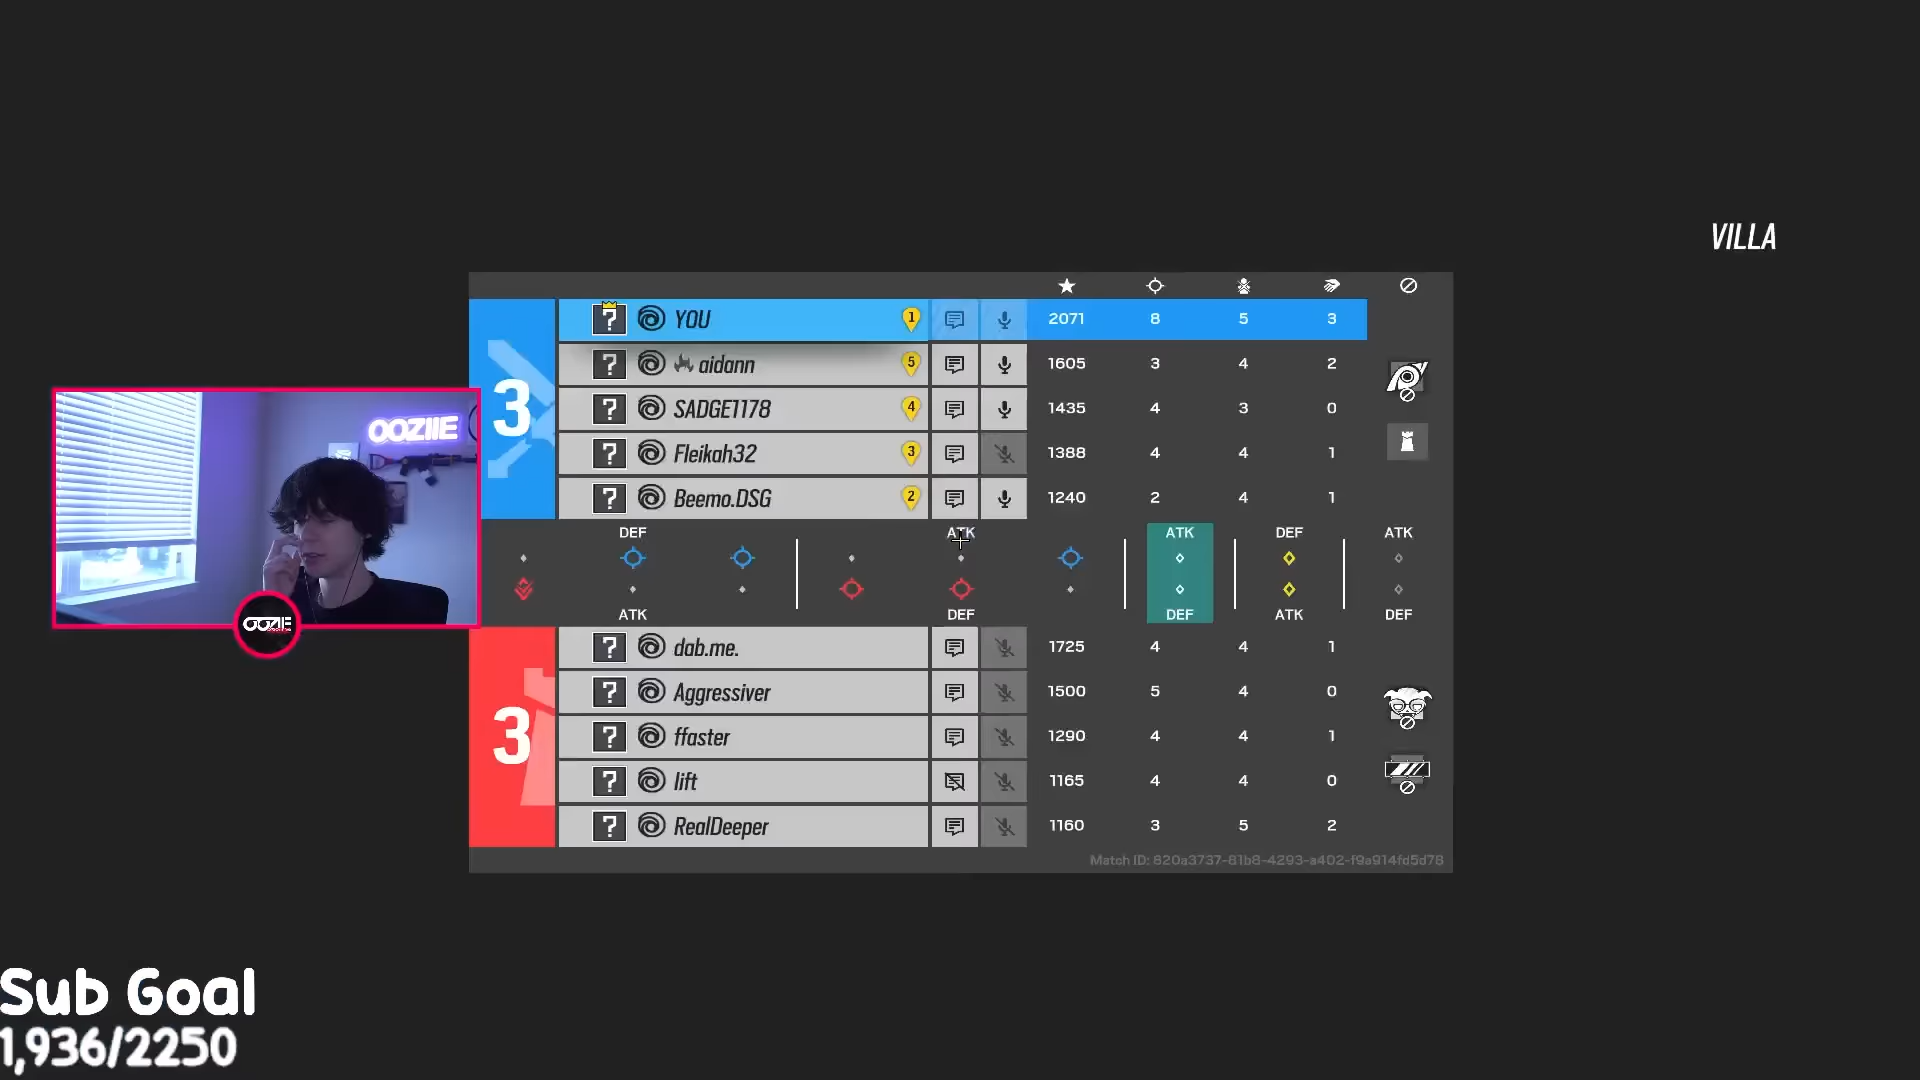 VILLA
? YOU 1 2071 8 5 3
? aidann 5 1605 3 4 2
3
? SADGE1178 4 1435 4 3 0
? Fleikah32 3 1388 4 4 1
? Beemo.DSG 2 1240 2 4 1
OOZIIE
OOZIIE
DEF ATK ATK DEF ATK
ATK DEF DEF ATK DEF
? dab.me. 1725 4 4 1
? Aggressiver 1500 5 4 0
3
? ffaster 1290 4 4 1
? lift 1165 4 4 0
? RealDeeper 1160 3 5 2
Match ID: 820a3737-81b8-4293-a402-f9a914fd5d78
Sub Goal
1,936/2250